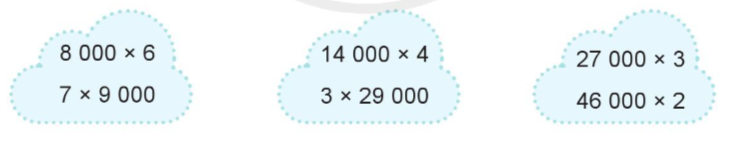 8 000 × 6
7 × 9 000
14 000 × 4
3 × 29 000
27 000 × 3
46 000 × 2